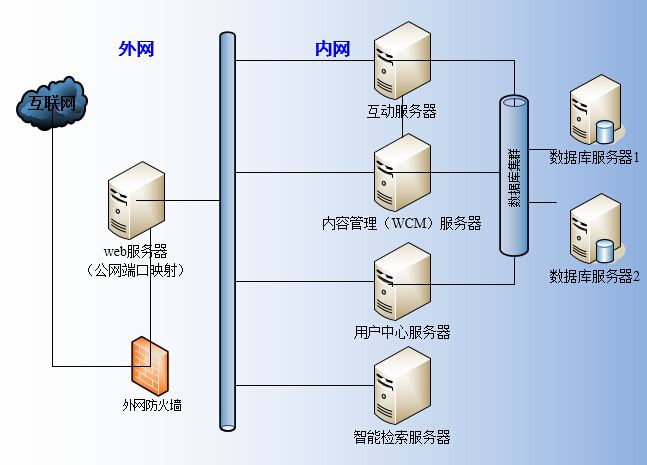 外网
内网
互联网
互动服务器
数据库服务器1
数据库集群
内容管理（WCM）服务器
web服务器
（公网端口映射）
数据库服务器2
用户中心服务器
外网防火墙
智能检索服务器